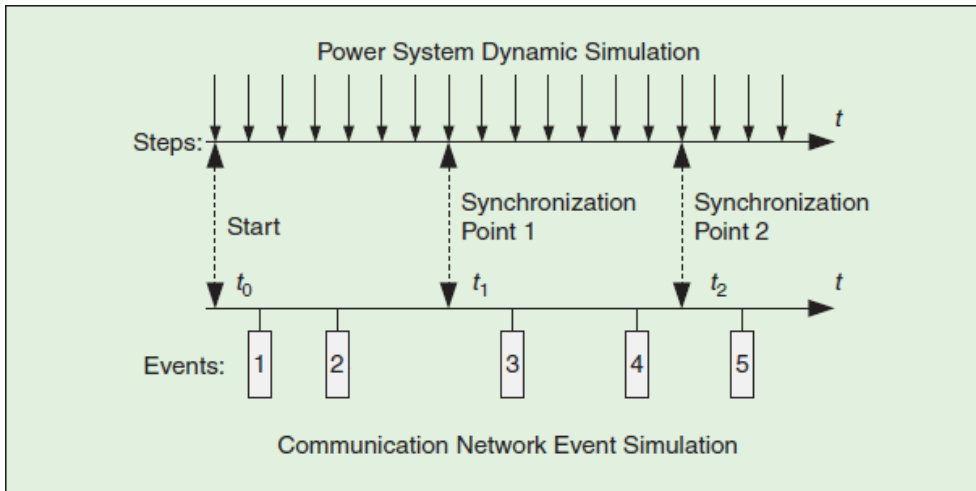 Power System Dynamic Simulation
t
Steps:
Start
Synchronization
Point 1
Synchronization
Point 2
t0
t1
t2
t
Events:
1
2
3
4
5
Communication Network Event Simulation